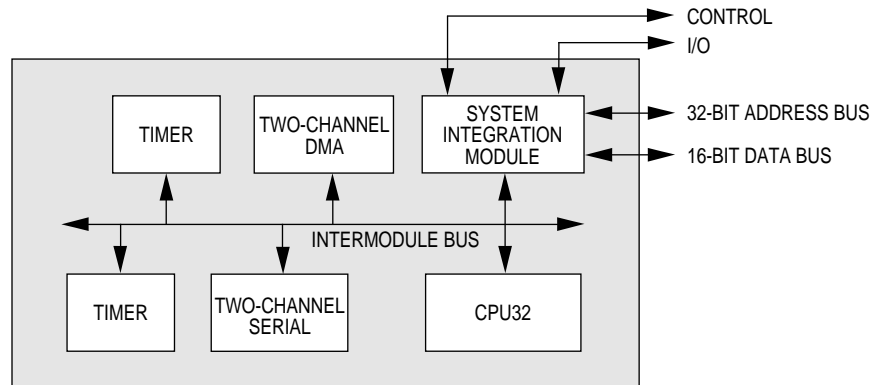 CONTROL
I/O
TIMER
TWO-CHANNEL
DMA
SYSTEM
INTEGRATION
MODULE
32-BIT ADDRESS BUS
16-BIT DATA BUS
INTERMODULE BUS
TIMER
TWO-CHANNEL
SERIAL
CPU32